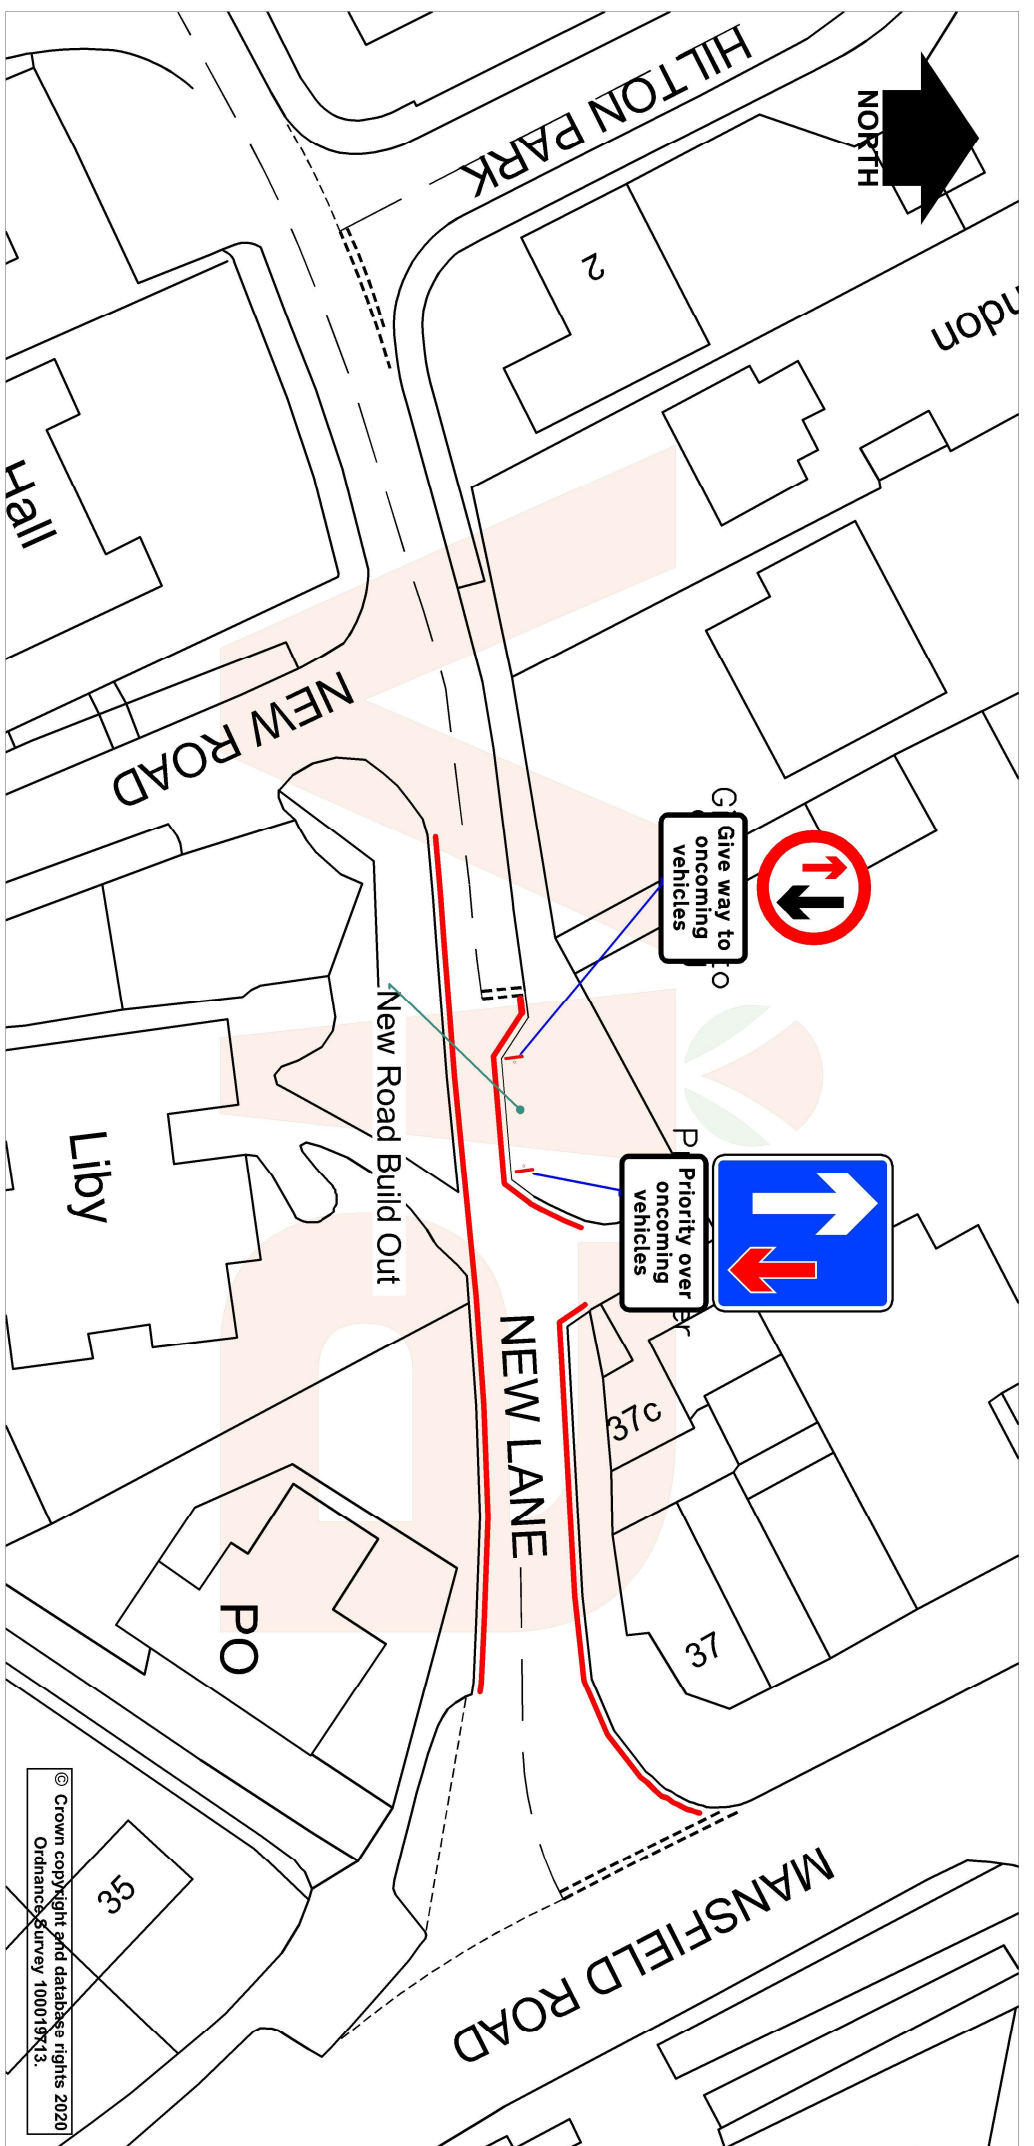 NORTH
HILTON PARK
2
ndon
Hall
NEW ROAD
Give way to
oncoming
vehicles
New Road Build Out
Priority over
oncoming
vehicles
Liby
NEW LANE
37c
37
PO
35
MANSFIELD ROAD
© Crown copyright and database rights 2020
Ordnance Survey 100019713.